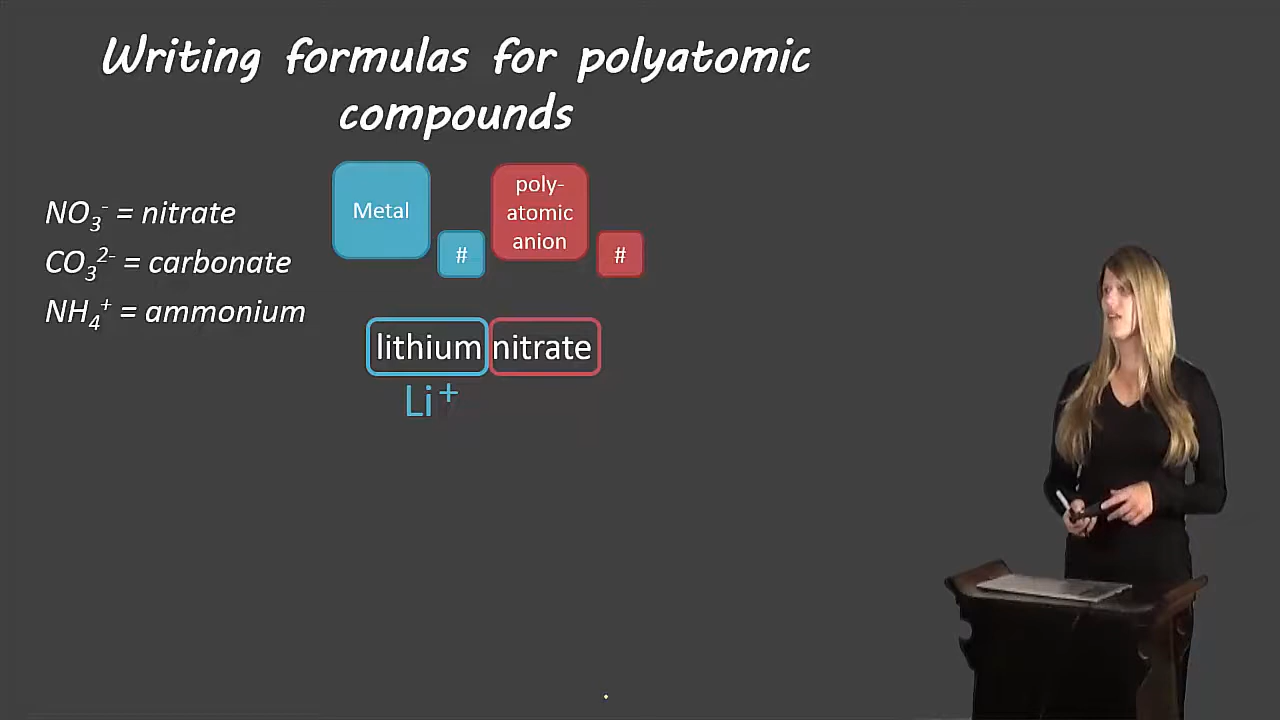 Writing formulas for polyatomic
compounds
NO₃⁻ = nitrate
CO₃²⁻ = carbonate
NH₄⁺ = ammonium
Metal
#
poly-
atomic
anion
#
lithium nitrate
Li⁺